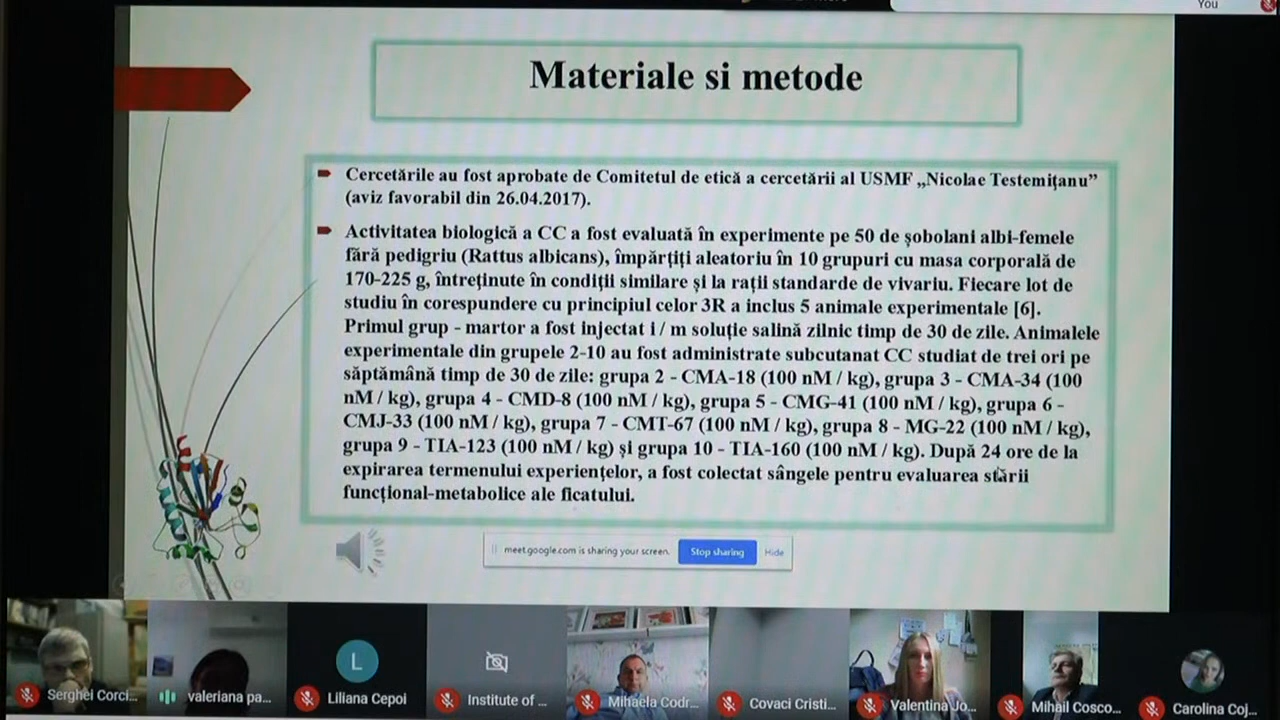 You
Materiale si metode
Cercetările au fost aprobate de Comitetul de etică a cercetării al USMF „Nicolae Testemițanu”
(aviz favorabil din 26.04.2017).
Activitatea biologică a CC a fost evaluată în experimente pe 50 de șobolani albi-femele
fără pedigriu (Rattus albicans), împărțiți aleatoriu în 10 grupuri cu masa corporală de
170-225 g, întreținute în condiții similare și la rații standarde de vivariu. Fiecare lot de
studiu în corespundere cu principiul celor 3R a inclus 5 animale experimentale [6].
Primul grup - martor a fost injectat i / m soluție salină zilnic timp de 30 de zile. Animalele
experimentale din grupele 2-10 au fost administrate subcutanat CC studiat de trei ori pe
săptămână timp de 30 de zile: grupa 2 - CMA-18 (100 nM / kg), grupa 3 - CMA-34 (100
nM / kg), grupa 4 - CMD-8 (100 nM / kg), grupa 5 - CMG-41 (100 nM / kg), grupa 6 -
CMJ-33 (100 nM / kg), grupa 7 - CMT-67 (100 nM / kg), grupa 8 - MG-22 (100 nM / kg),
grupa 9 - TIA-123 (100 nM / kg) și grupa 10 - TIA-160 (100 nM / kg). După 24 ore de la
expirarea termenului experiențelor, a fost colectat sângele pentru evaluarea stării
funcțional-metabolice ale ficatului.
meet.google.com is sharing your screen. Stop sharing Hide
Serghei Corci... valeriana pa... L Liliana Cepoi Institute of ... Mihaela Codr... Covaci Cristi... Valentina Jo... Mihail Cosco... Carolina Coj...